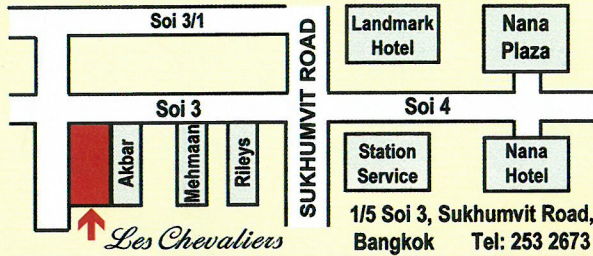 Soi 3/1
SUKHUMVIT ROAD
Landmark
Hotel
Nana
Plaza
Soi 3
Soi 4
Akbar
Mehmaan
Rileys
Station
Service
Nana
Hotel
Les Chevaliers
1/5 Soi 3, Sukhumvit Road,
Bangkok Tel: 253 2673